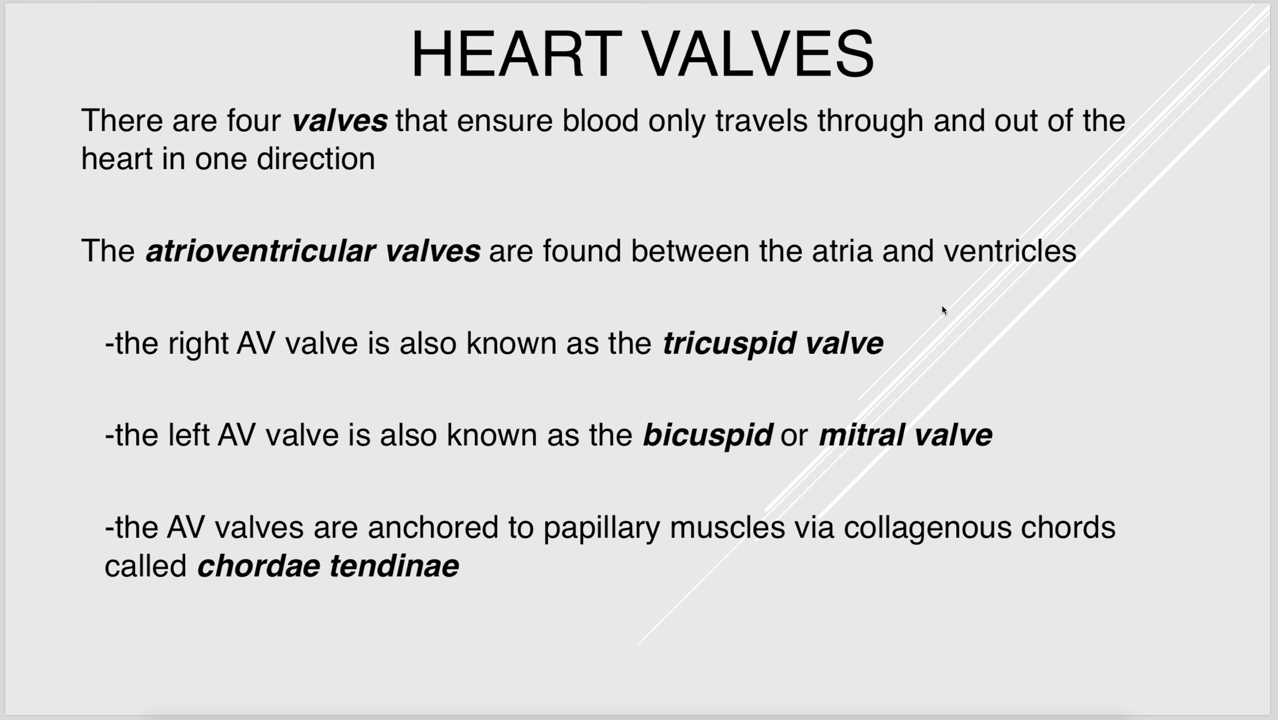 HEART VALVES
There are four valves that ensure blood only travels through and out of the
heart in one direction
The atrioventricular valves are found between the atria and ventricles
-the right AV valve is also known as the tricuspid valve
-the left AV valve is also known as the bicuspid or mitral valve
-the AV valves are anchored to papillary muscles via collagenous chords
called chordae tendinae